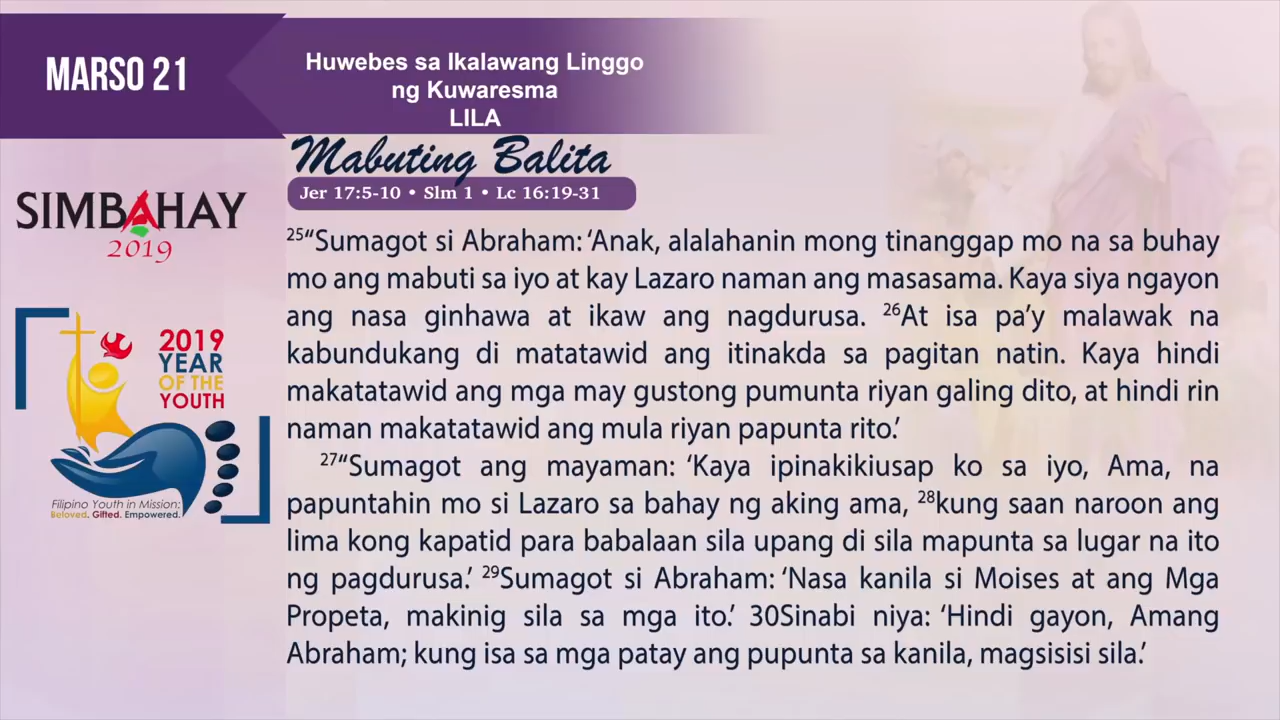 MARSO 21
Huwebes sa Ikalawang Linggo
ng Kuwaresma
LILA
Mabuting Balita
Jer 17:5-10 • Slm 1 • Lc 16:19-31
SIMBAHAY
2019
2019
YEAR
OF THE
YOUTH
Filipino Youth in Mission:
Beloved. Gifted. Empowered.
25“Sumagot si Abraham: ‘Anak, alalahanin mong tinanggap mo na sa buhay
mo ang mabuti sa iyo at kay Lazaro naman ang masasama. Kaya siya ngayon
ang nasa ginhawa at ikaw ang nagdurusa. 26At isa pa’y malawak na
kabundukang di matatawid ang itinakda sa pagitan natin. Kaya hindi
makatatawid ang mga may gustong pumunta riyan galing dito, at hindi rin
naman makatatawid ang mula riyan papunta rito.’
27“Sumagot ang mayaman: ‘Kaya ipinakikiusap ko sa iyo, Ama, na
papuntahin mo si Lazaro sa bahay ng aking ama, 28kung saan naroon ang
lima kong kapatid para babalaan sila upang di sila mapunta sa lugar na ito
ng pagdurusa.’ 29Sumagot si Abraham: ‘Nasa kanila si Moises at ang Mga
Propeta, makinig sila sa mga ito.’ 30Sinabi niya: ‘Hindi gayon, Amang
Abraham; kung isa sa mga patay ang pupunta sa kanila, magsisisi sila.’